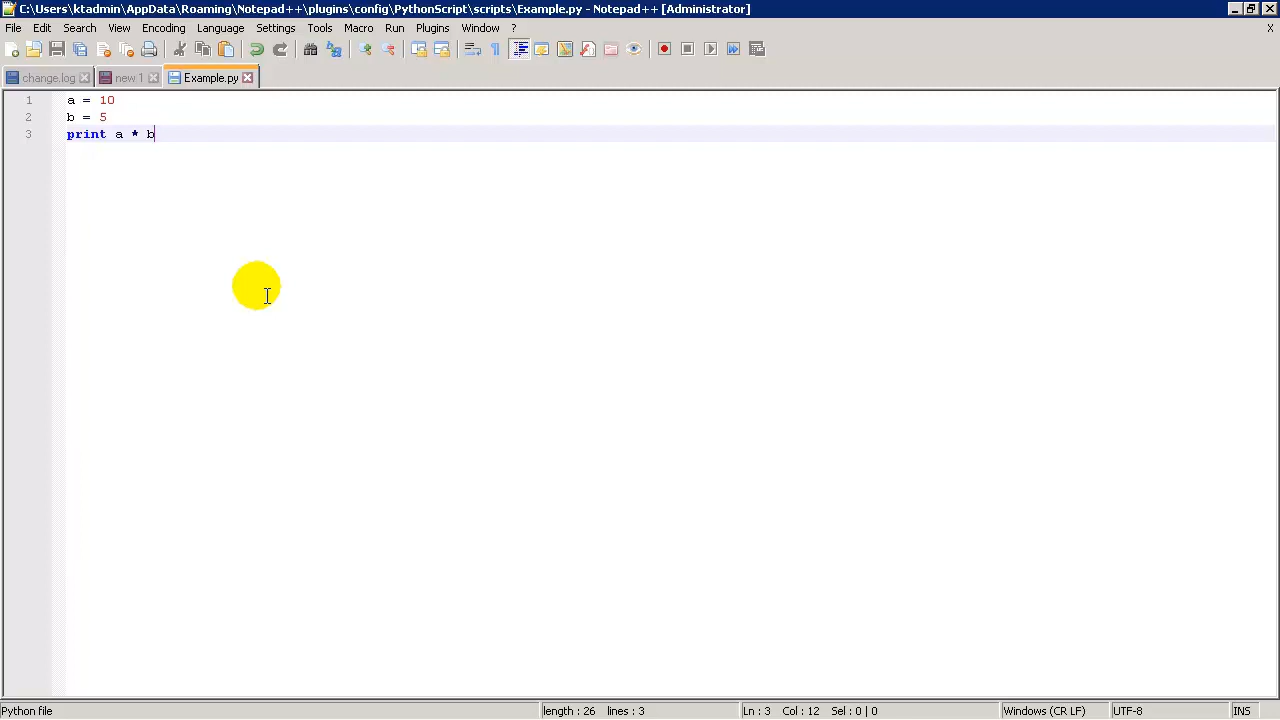 C:\Users\ktadmin\AppData\Roaming\Notepad++\plugins\config\PythonScript\scripts\Example.py - Notepad++ [Administrator]
File Edit Search View Encoding Language Settings Tools Macro Run Plugins Window ? X
change.log new 1 Example.py
1 a = 10
2 b = 5
3 print a * b
Python file length : 26 lines : 3 Ln : 3 Col : 12 Sel : 0 | 0 Windows (CR LF) UTF-8 INS